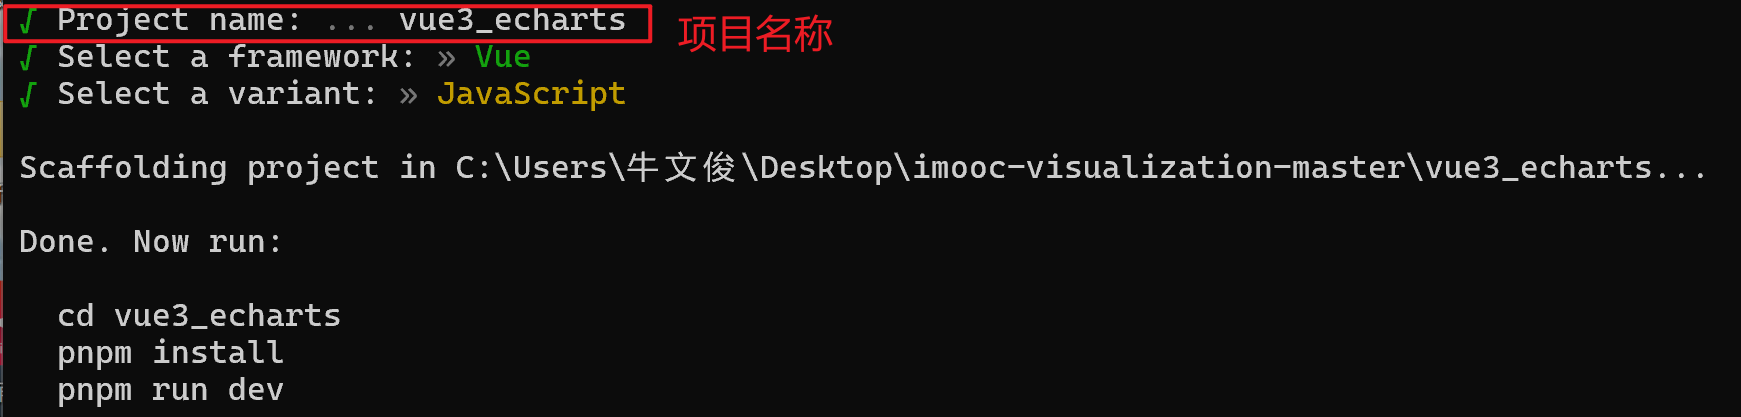 √ Project name: ... vue3_echarts
项目名称
√ Select a framework: » Vue
√ Select a variant: » JavaScript
Scaffolding project in C:\Users\牛文俊\Desktop\imooc-visualization-master\vue3_echarts...
Done. Now run:
cd vue3_echarts
pnpm install
pnpm run dev